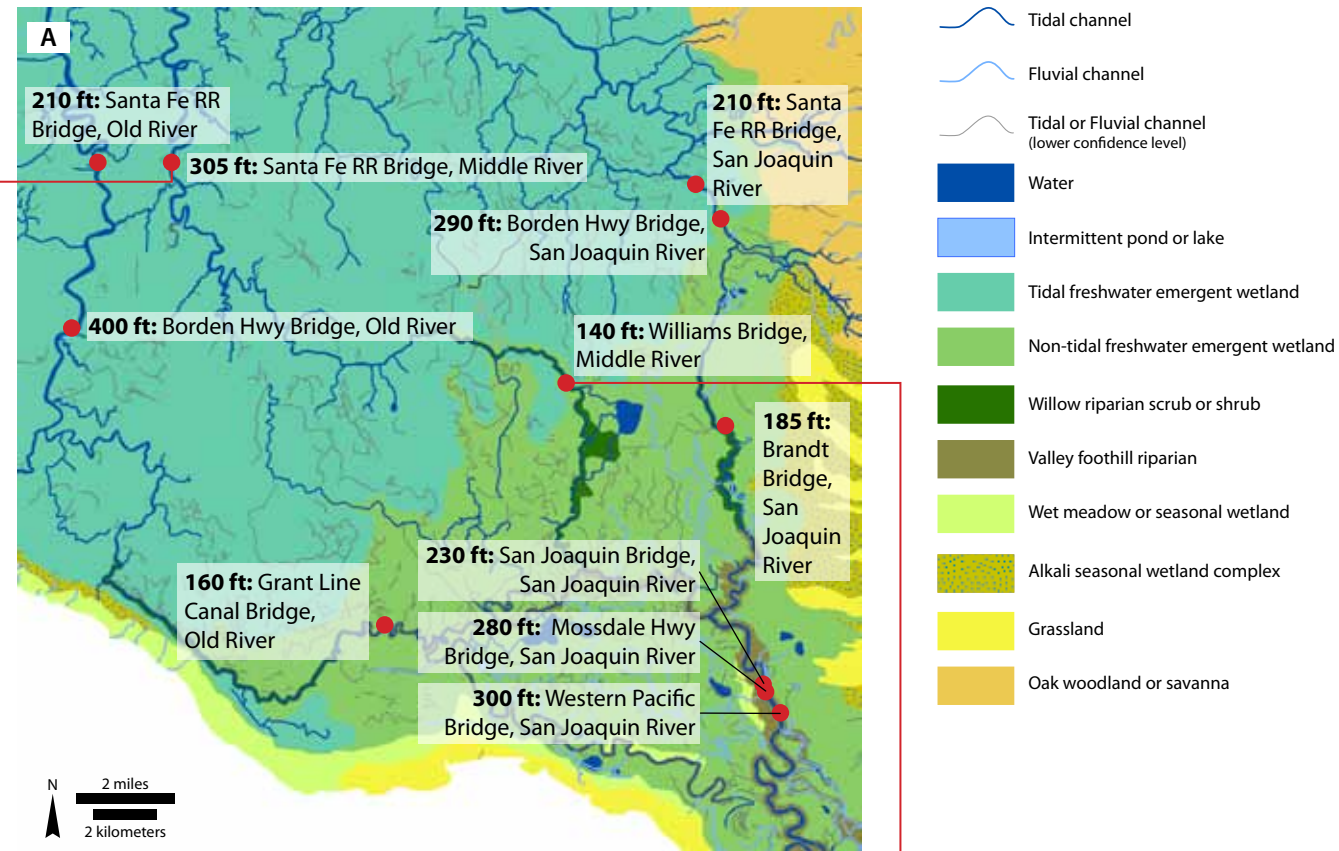 A
210 ft: Santa Fe RR
Bridge, Old River
305 ft: Santa Fe RR Bridge, Middle River
210 ft: Santa
Fe RR Bridge,
San Joaquin
River
290 ft: Borden Hwy Bridge,
San Joaquin River
400 ft: Borden Hwy Bridge, Old River
140 ft: Williams Bridge,
Middle River
185 ft:
Brandt
Bridge,
San
Joaquin
River
230 ft: San Joaquin Bridge,
San Joaquin River
160 ft: Grant Line
Canal Bridge,
Old River
280 ft: Mossdale Hwy
Bridge, San Joaquin River
300 ft: Western Pacific
Bridge, San Joaquin River
N
2 miles
2 kilometers
Tidal channel
Fluvial channel
Tidal or Fluvial channel
(lower confidence level)
Water
Intermittent pond or lake
Tidal freshwater emergent wetland
Non-tidal freshwater emergent wetland
Willow riparian scrub or shrub
Valley foothill riparian
Wet meadow or seasonal wetland
Alkali seasonal wetland complex
Grassland
Oak woodland or savanna